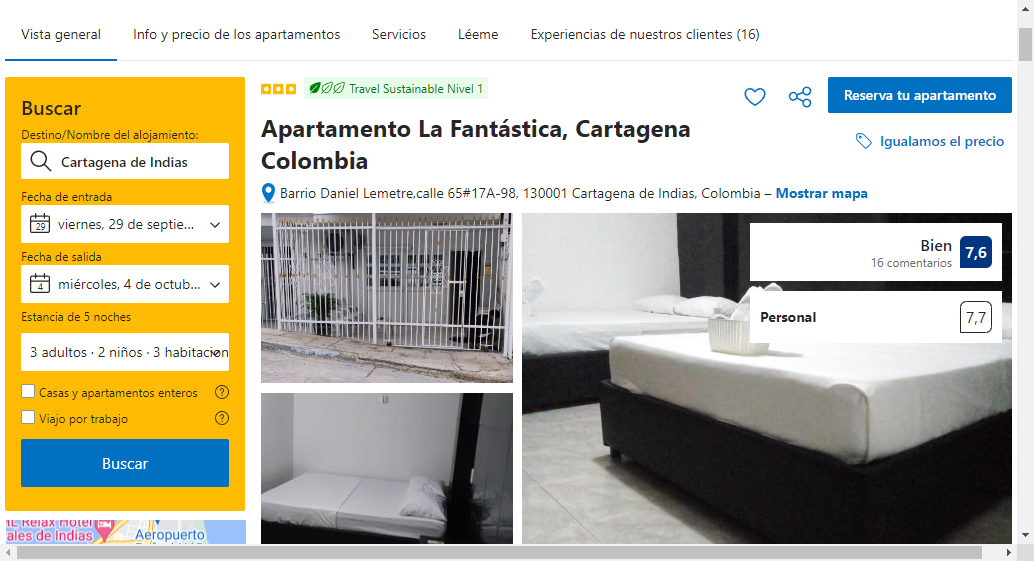 Vista general
Info y precio de los apartamentos
Servicios
Léeme
Experiencias de nuestros clientes (16)
Buscar
Destino/Nombre del alojamiento:
Cartagena de Indias
Fecha de entrada
29
viernes, 29 de septie...
Fecha de salida
4
miércoles, 4 de octub...
Estancia de 5 noches
3 adultos · 2 niños · 3 habitacion
Casas y apartamentos enteros
?
Viajo por trabajo
?
Buscar
Relax Hotel
ales de Indias
Aeropuerto
Travel Sustainable Nivel 1
Reserva tu apartamento
Apartamento La Fantástica, Cartagena
Colombia
Igualamos el precio
Barrio Daniel Lemetre,calle 65#17A-98, 130001 Cartagena de Indias, Colombia – Mostrar mapa
Bien
7,6
16 comentarios
Personal
7,7